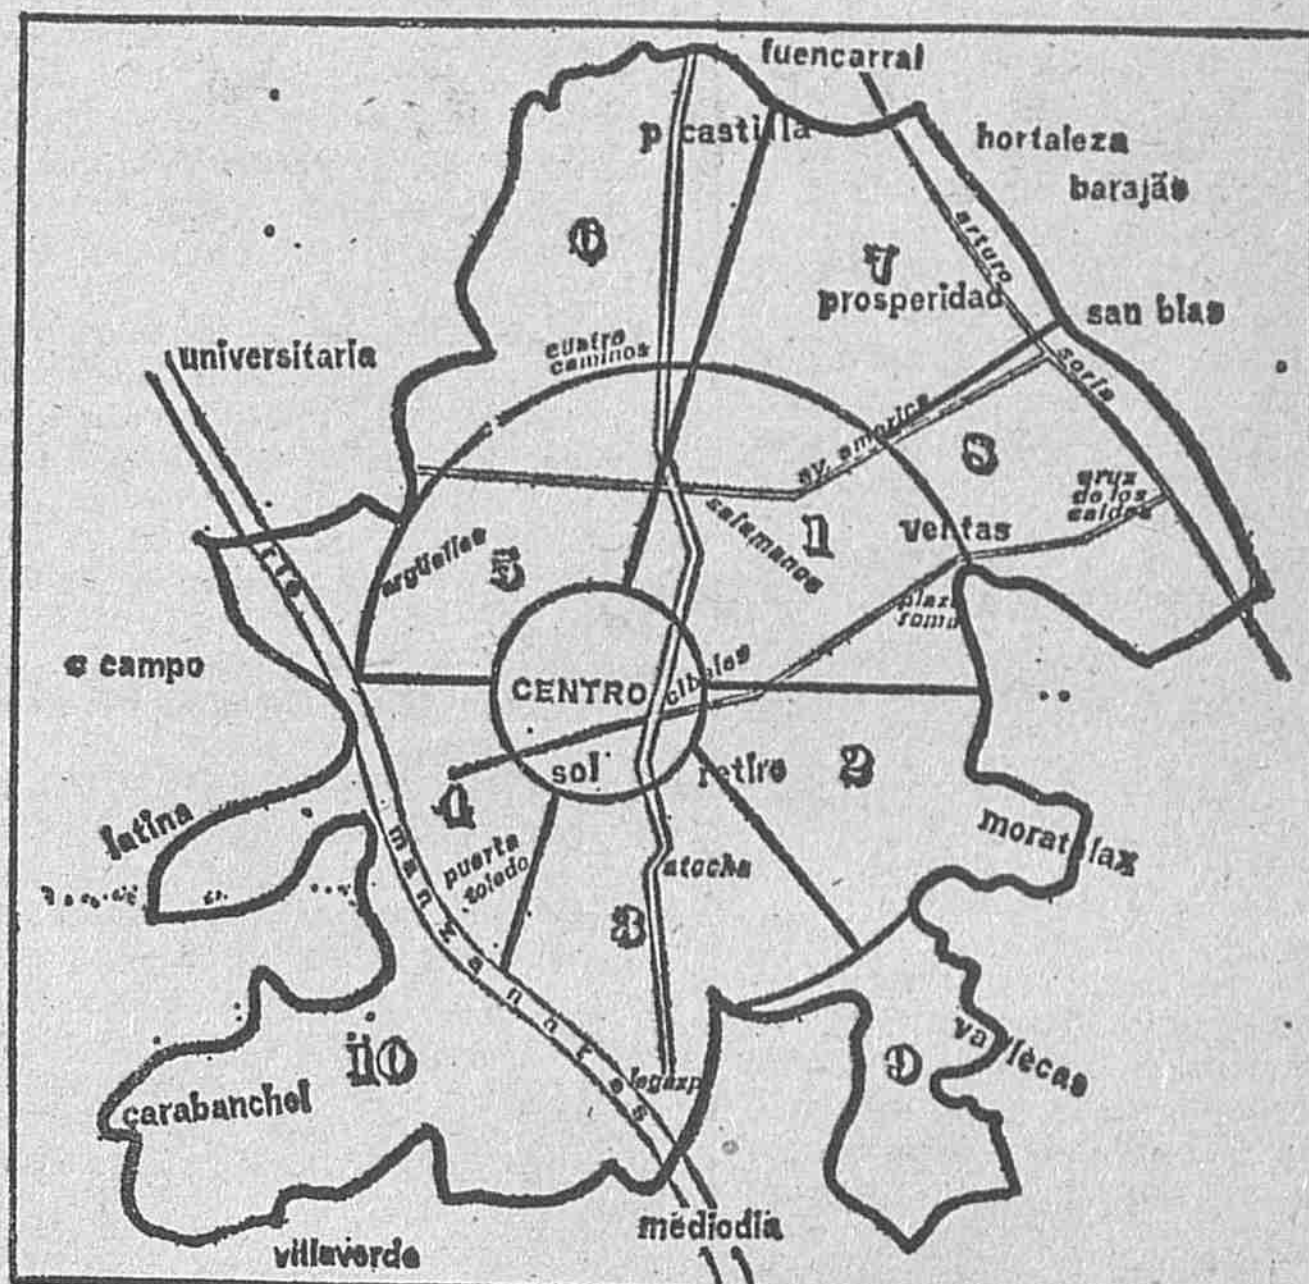 fuencarral
p castilla
hortaleza
barajas
6
7
arturo
prosperidad
san blas
universitaria
cuatro
caminos
soria
av. america
8
cruz
de los
caidos
salamanca
1
ventas
argüelles
5
rio
plaza
roma
c campo
CENTRO
cibeles
sol
retiro
2
4
latina
moratalaz
manzanares
puerta
toledo
atocha
3
10
9
vallecas
legazpi
carabanchel
mediodia
villaverde